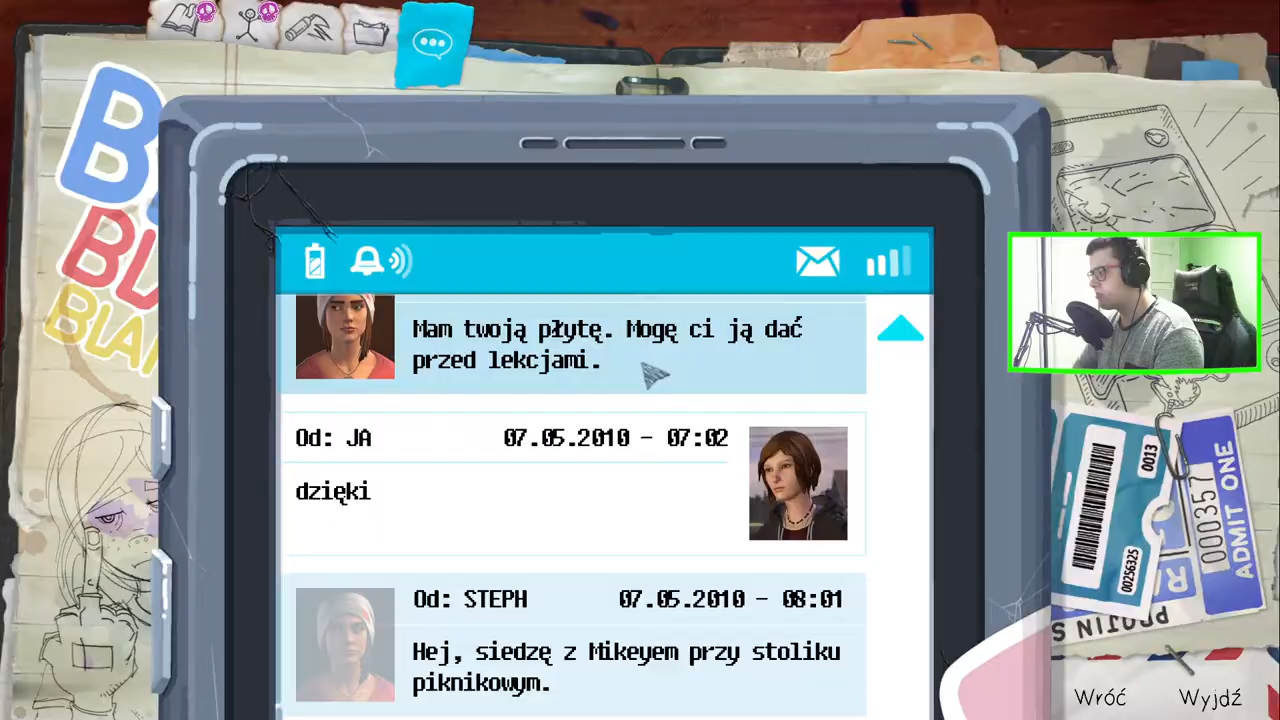 Mam twoją płytę. Mogę ci ją dać
przed lekcjami.
Od: JA 07.05.2010 - 07:02
dzięki
Od: STEPH 07.05.2010 - 08:01
Hej, siedzę z Mikeyem przy stoliku
piknikowym.
0013
00256325
000357
ADMIT ONE
Wróć Wyjdź